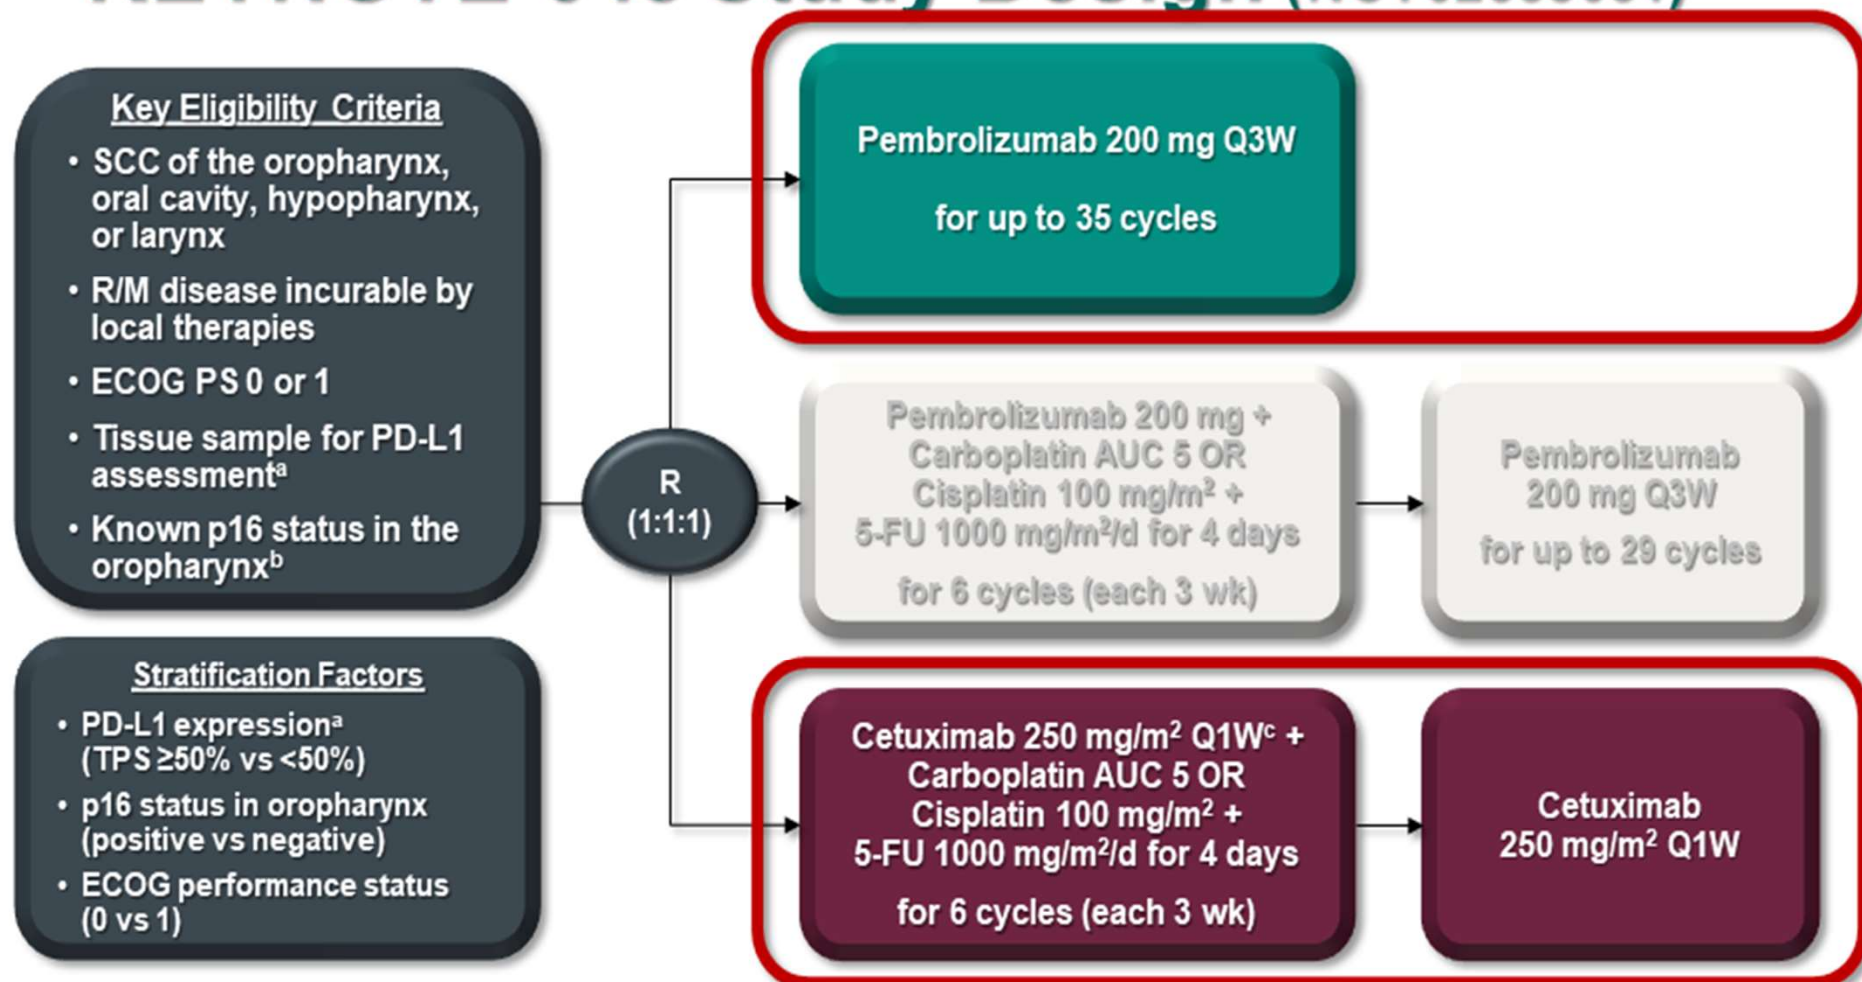 Key Eligibility Criteria
• SCC of the oropharynx,
oral cavity, hypopharynx,
or larynx
• R/M disease incurable by
local therapies
• ECOG PS 0 or 1
• Tissue sample for PD-L1
assessmentᵃ
• Known p16 status in the
oropharynxᵇ
Stratification Factors
• PD-L1 expressionᵃ
(TPS ≥50% vs <50%)
• p16 status in oropharynx
(positive vs negative)
• ECOG performance status
(0 vs 1)
R
(1:1:1)
Pembrolizumab 200 mg Q3W
for up to 35 cycles
Pembrolizumab 200 mg +
Carboplatin AUC 5 OR
Cisplatin 100 mg/m² +
5-FU 1000 mg/m²/d for 4 days
for 6 cycles (each 3 wk)
Pembrolizumab
200 mg Q3W
for up to 29 cycles
Cetuximab 250 mg/m² Q1Wᶜ +
Carboplatin AUC 5 OR
Cisplatin 100 mg/m² +
5-FU 1000 mg/m²/d for 4 days
for 6 cycles (each 3 wk)
Cetuximab
250 mg/m² Q1W